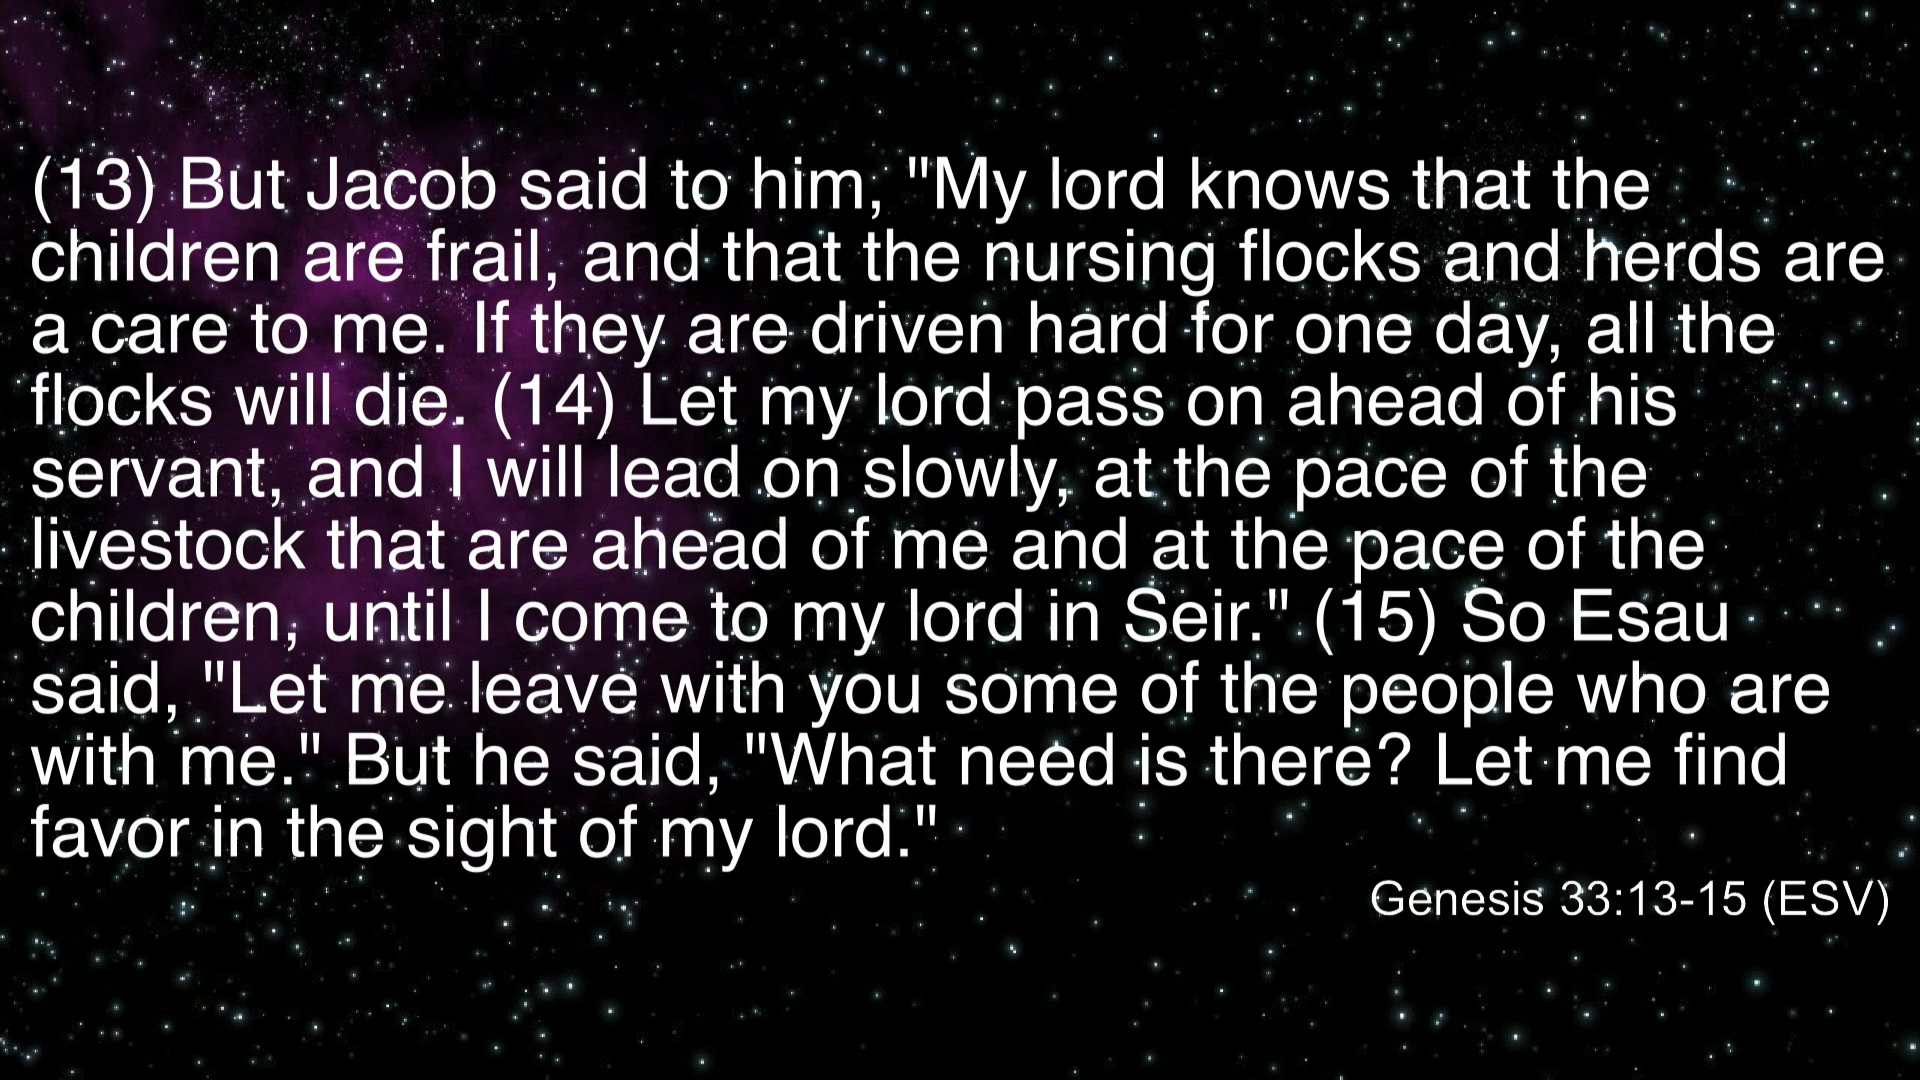 (13) But Jacob said to him, "My lord knows that the
children are frail, and that the nursing flocks and herds are
a care to me. If they are driven hard for one day, all the
flocks will die. (14) Let my lord pass on ahead of his
servant, and I will lead on slowly, at the pace of the
livestock that are ahead of me and at the pace of the
children, until I come to my lord in Seir." (15) So Esau
said, "Let me leave with you some of the people who are
with me." But he said, "What need is there? Let me find
favor in the sight of my lord."
Genesis 33:13-15 (ESV)